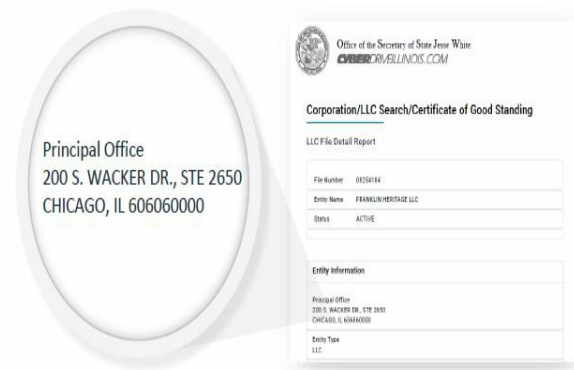 Principal Office
200 S. WACKER DR., STE 2650
CHICAGO, IL 606060000
Office of the Secretary of State Jesse White
CYBERDRIVEILLINOIS.COM
Corporation/LLC Search/Certificate of Good Standing
LLC File Detail Report
File Number 08254184
Entity Name FRANKLIN HERITAGE LLC
Status ACTIVE
Entity Information
Principal Office
200 S. WACKER DR., STE 2650
CHICAGO, IL 606060000
Entity Type
LLC